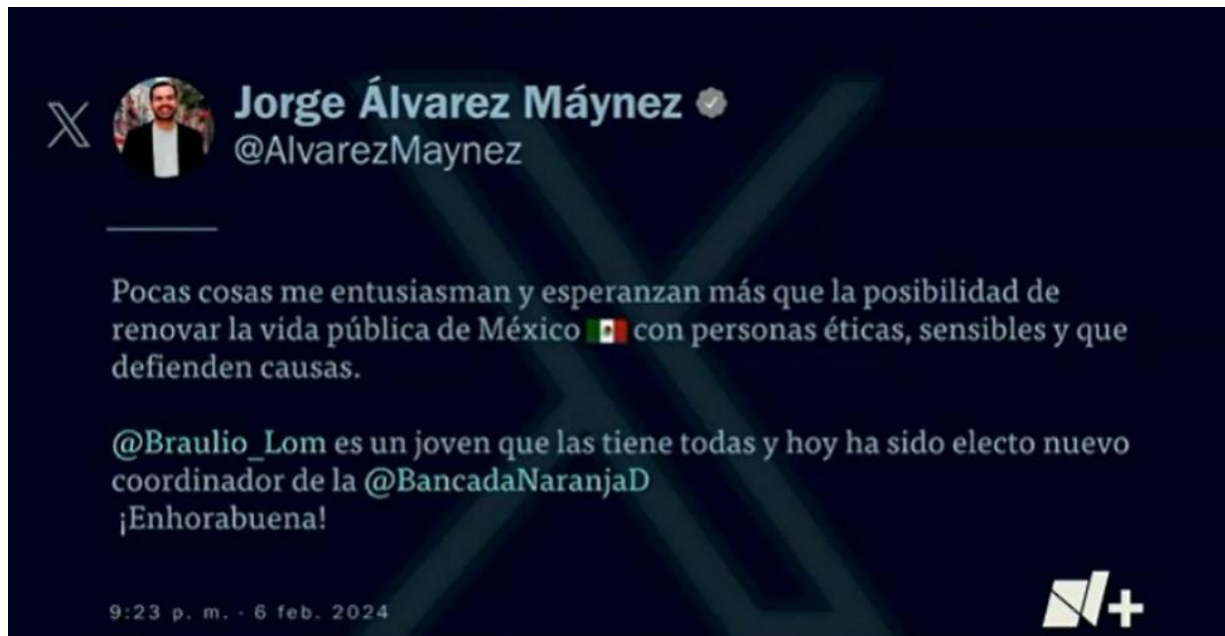 Jorge Álvarez Máynez
@AlvarezMaynez
Pocas cosas me entusiasman y esperanzan más que la posibilidad de
renovar la vida pública de México 🇲🇽 con personas éticas, sensibles y que
defienden causas.
@Braulio_Lom es un joven que las tiene todas y hoy ha sido electo nuevo
coordinador de la @BancadaNaranjaD
¡Enhorabuena!
9:23 p. m. - 6 feb. 2024
N+